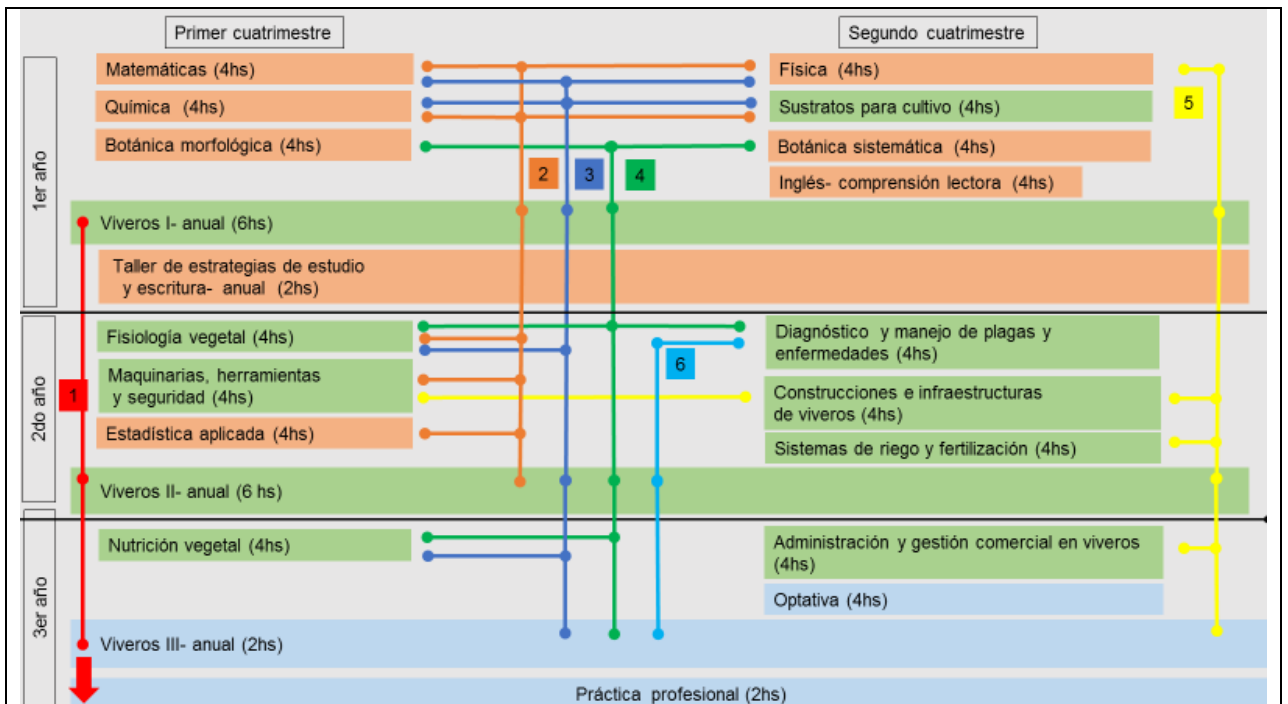 Primer cuatrimestre
Segundo cuatrimestre
1er año
Matemáticas (4hs)
Física (4hs)
5
Química (4hs)
Sustratos para cultivo (4hs)
Botánica morfológica (4hs)
Botánica sistemática (4hs)
2
3
4
Inglés- comprensión lectora (4hs)
Viveros I- anual (6hs)
Taller de estrategias de estudio
y escritura- anual (2hs)
2do año
Fisiología vegetal (4hs)
Diagnóstico y manejo de plagas y
enfermedades (4hs)
6
1
Maquinarias, herramientas
y seguridad (4hs)
Construcciones e infraestructuras
de viveros (4hs)
Estadística aplicada (4hs)
Sistemas de riego y fertilización (4hs)
Viveros II- anual (6 hs)
3er año
Nutrición vegetal (4hs)
Administración y gestión comercial en viveros
(4hs)
Optativa (4hs)
Viveros III- anual (2hs)
Práctica profesional (2hs)